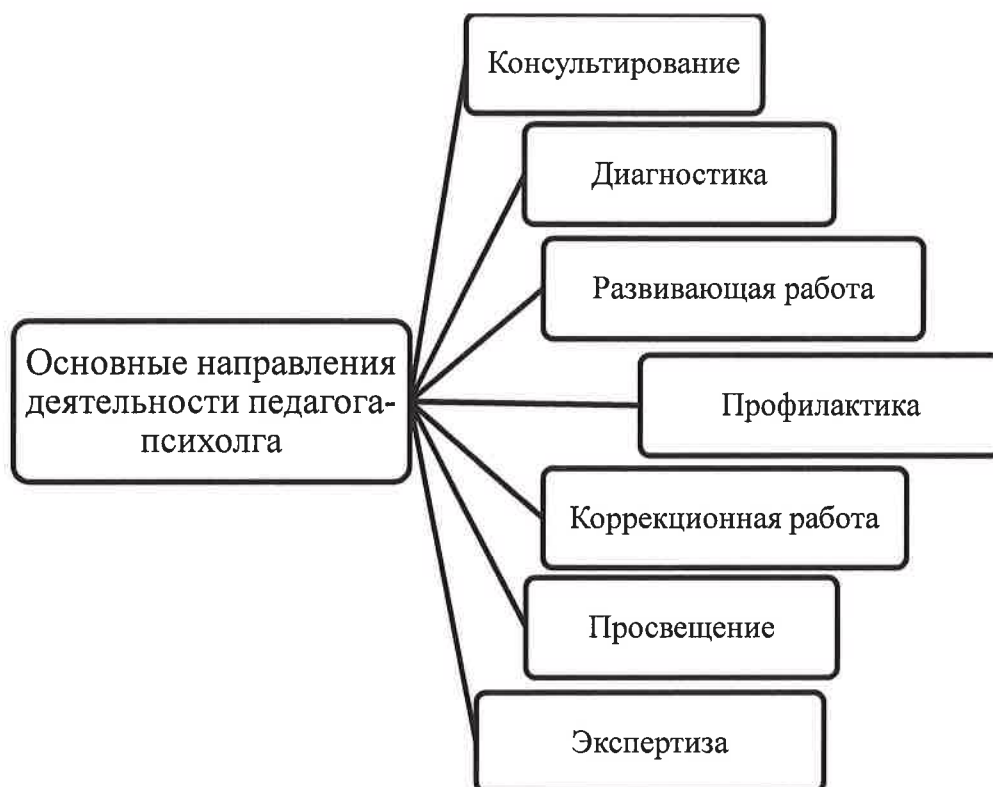 Консультирование
Диагностика
Развивающая работа
Основные направления
деятельности педагога-
психолга
Профилактика
Коррекционная работа
Просвещение
Экспертиза